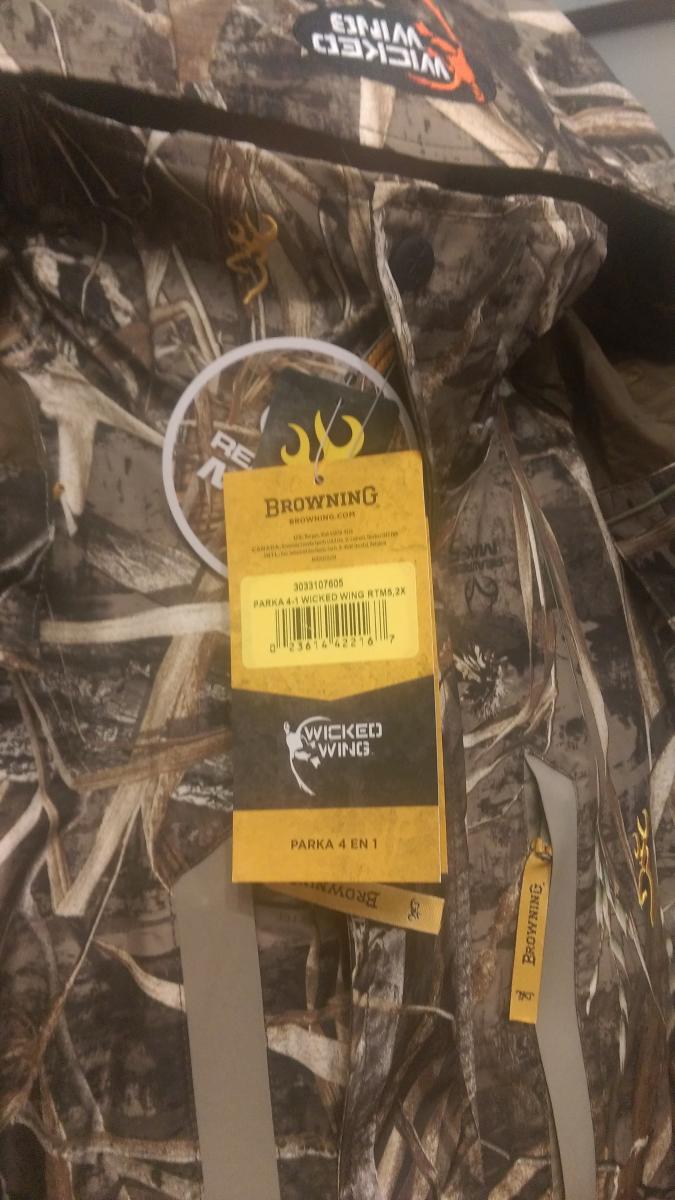 WICKED
WING
RE
BROWNING
BROWNING.COM
3033107605
PARKA 4-1 WICKED WING RTM5,2X
0 23614 42216 7
WICKED
WING
PARKA 4 EN 1
BROWNING
BROWNING